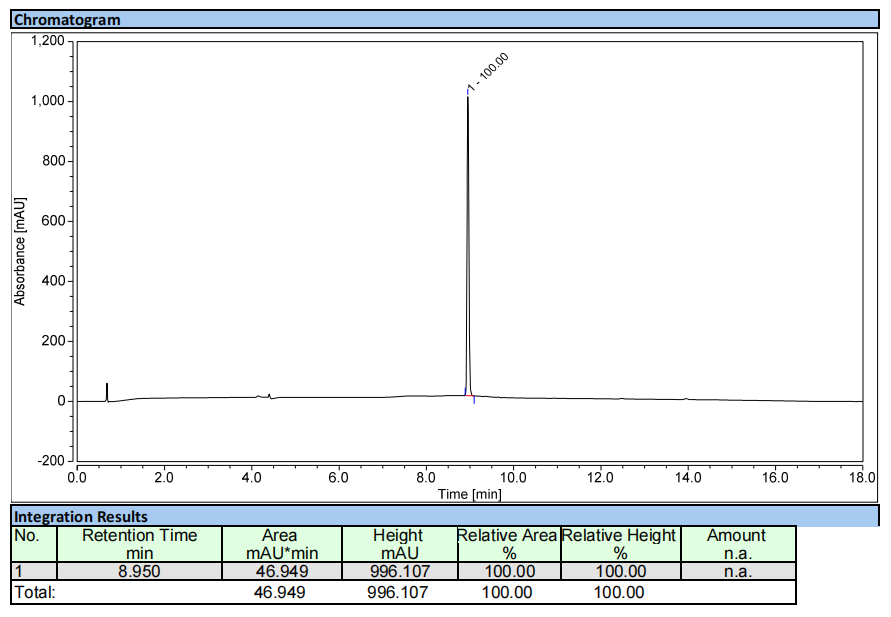 Chromatogram
1,200
1,000
800
600
400
200
0
-200
Absorbance [mAU]
1 - 100.00
0.0 2.0 4.0 6.0 8.0 10.0 12.0 14.0 16.0 18.0
Time [min]
Integration Results
No. Retention Time Area Height Relative Area Relative Height Amount
min mAU*min mAU % % n.a.
1 8.950 46.949 996.107 100.00 100.00 n.a.
Total: 46.949 996.107 100.00 100.00